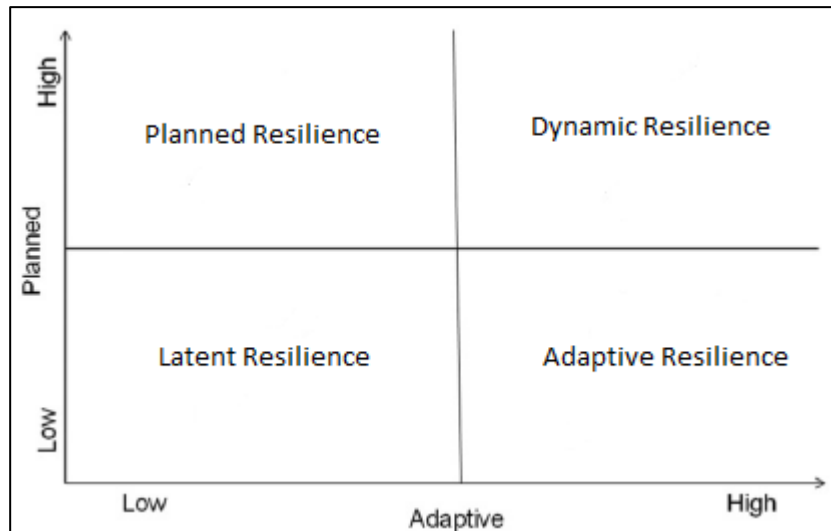 High
Planned Resilience
Dynamic Resilience
Planned
Latent Resilience
Adaptive Resilience
Low
Low
Adaptive
High